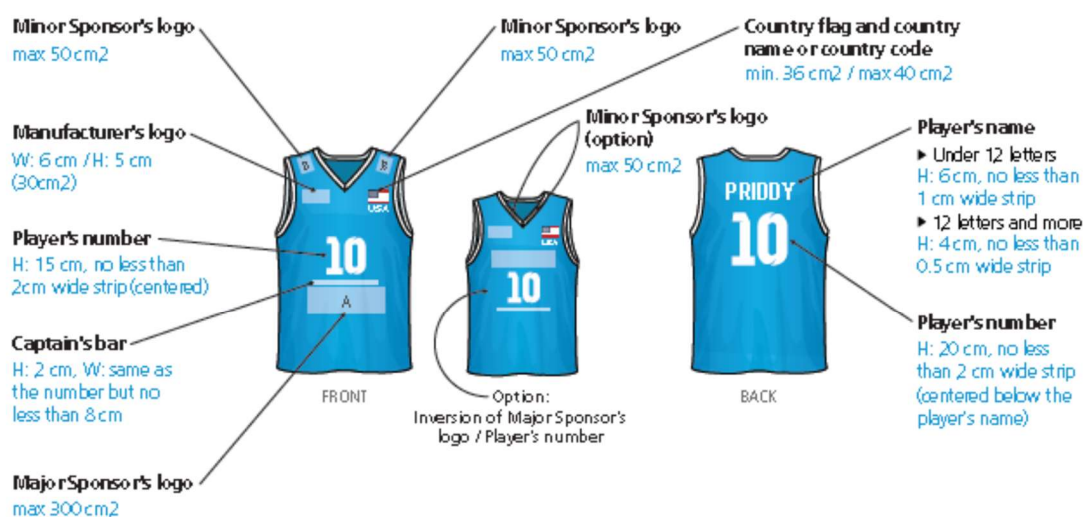 Minor Sponsor's logo
max 50 cm2
Minor Sponsor's logo
max 50 cm2
Country flag and country
name or country code
min. 36 cm2 / max 40 cm2
Manufacturer's logo
W: 6 cm / H: 5 cm
(30cm2)
Minor Sponsor's logo
(option)
max 50 cm2
Player's name
▶ Under 12 letters
H: 6 cm, no less than
1 cm wide strip
▶ 12 letters and more
H: 4 cm, no less than
0.5 cm wide strip
Player's number
H: 15 cm, no less than
2cm wide strip (centered)
Captain's bar
H: 2 cm, W: same as
the number but no
less than 8 cm
Major Sponsor's logo
max 300 cm2
B
USA
10
A
FRONT
USA
10
Option:
Inversion of Major Sponsor's
logo / Player's number
PRIDDY
10
BACK
Player's number
H: 20 cm, no less
than 2 cm wide strip
(centered below the
player's name)